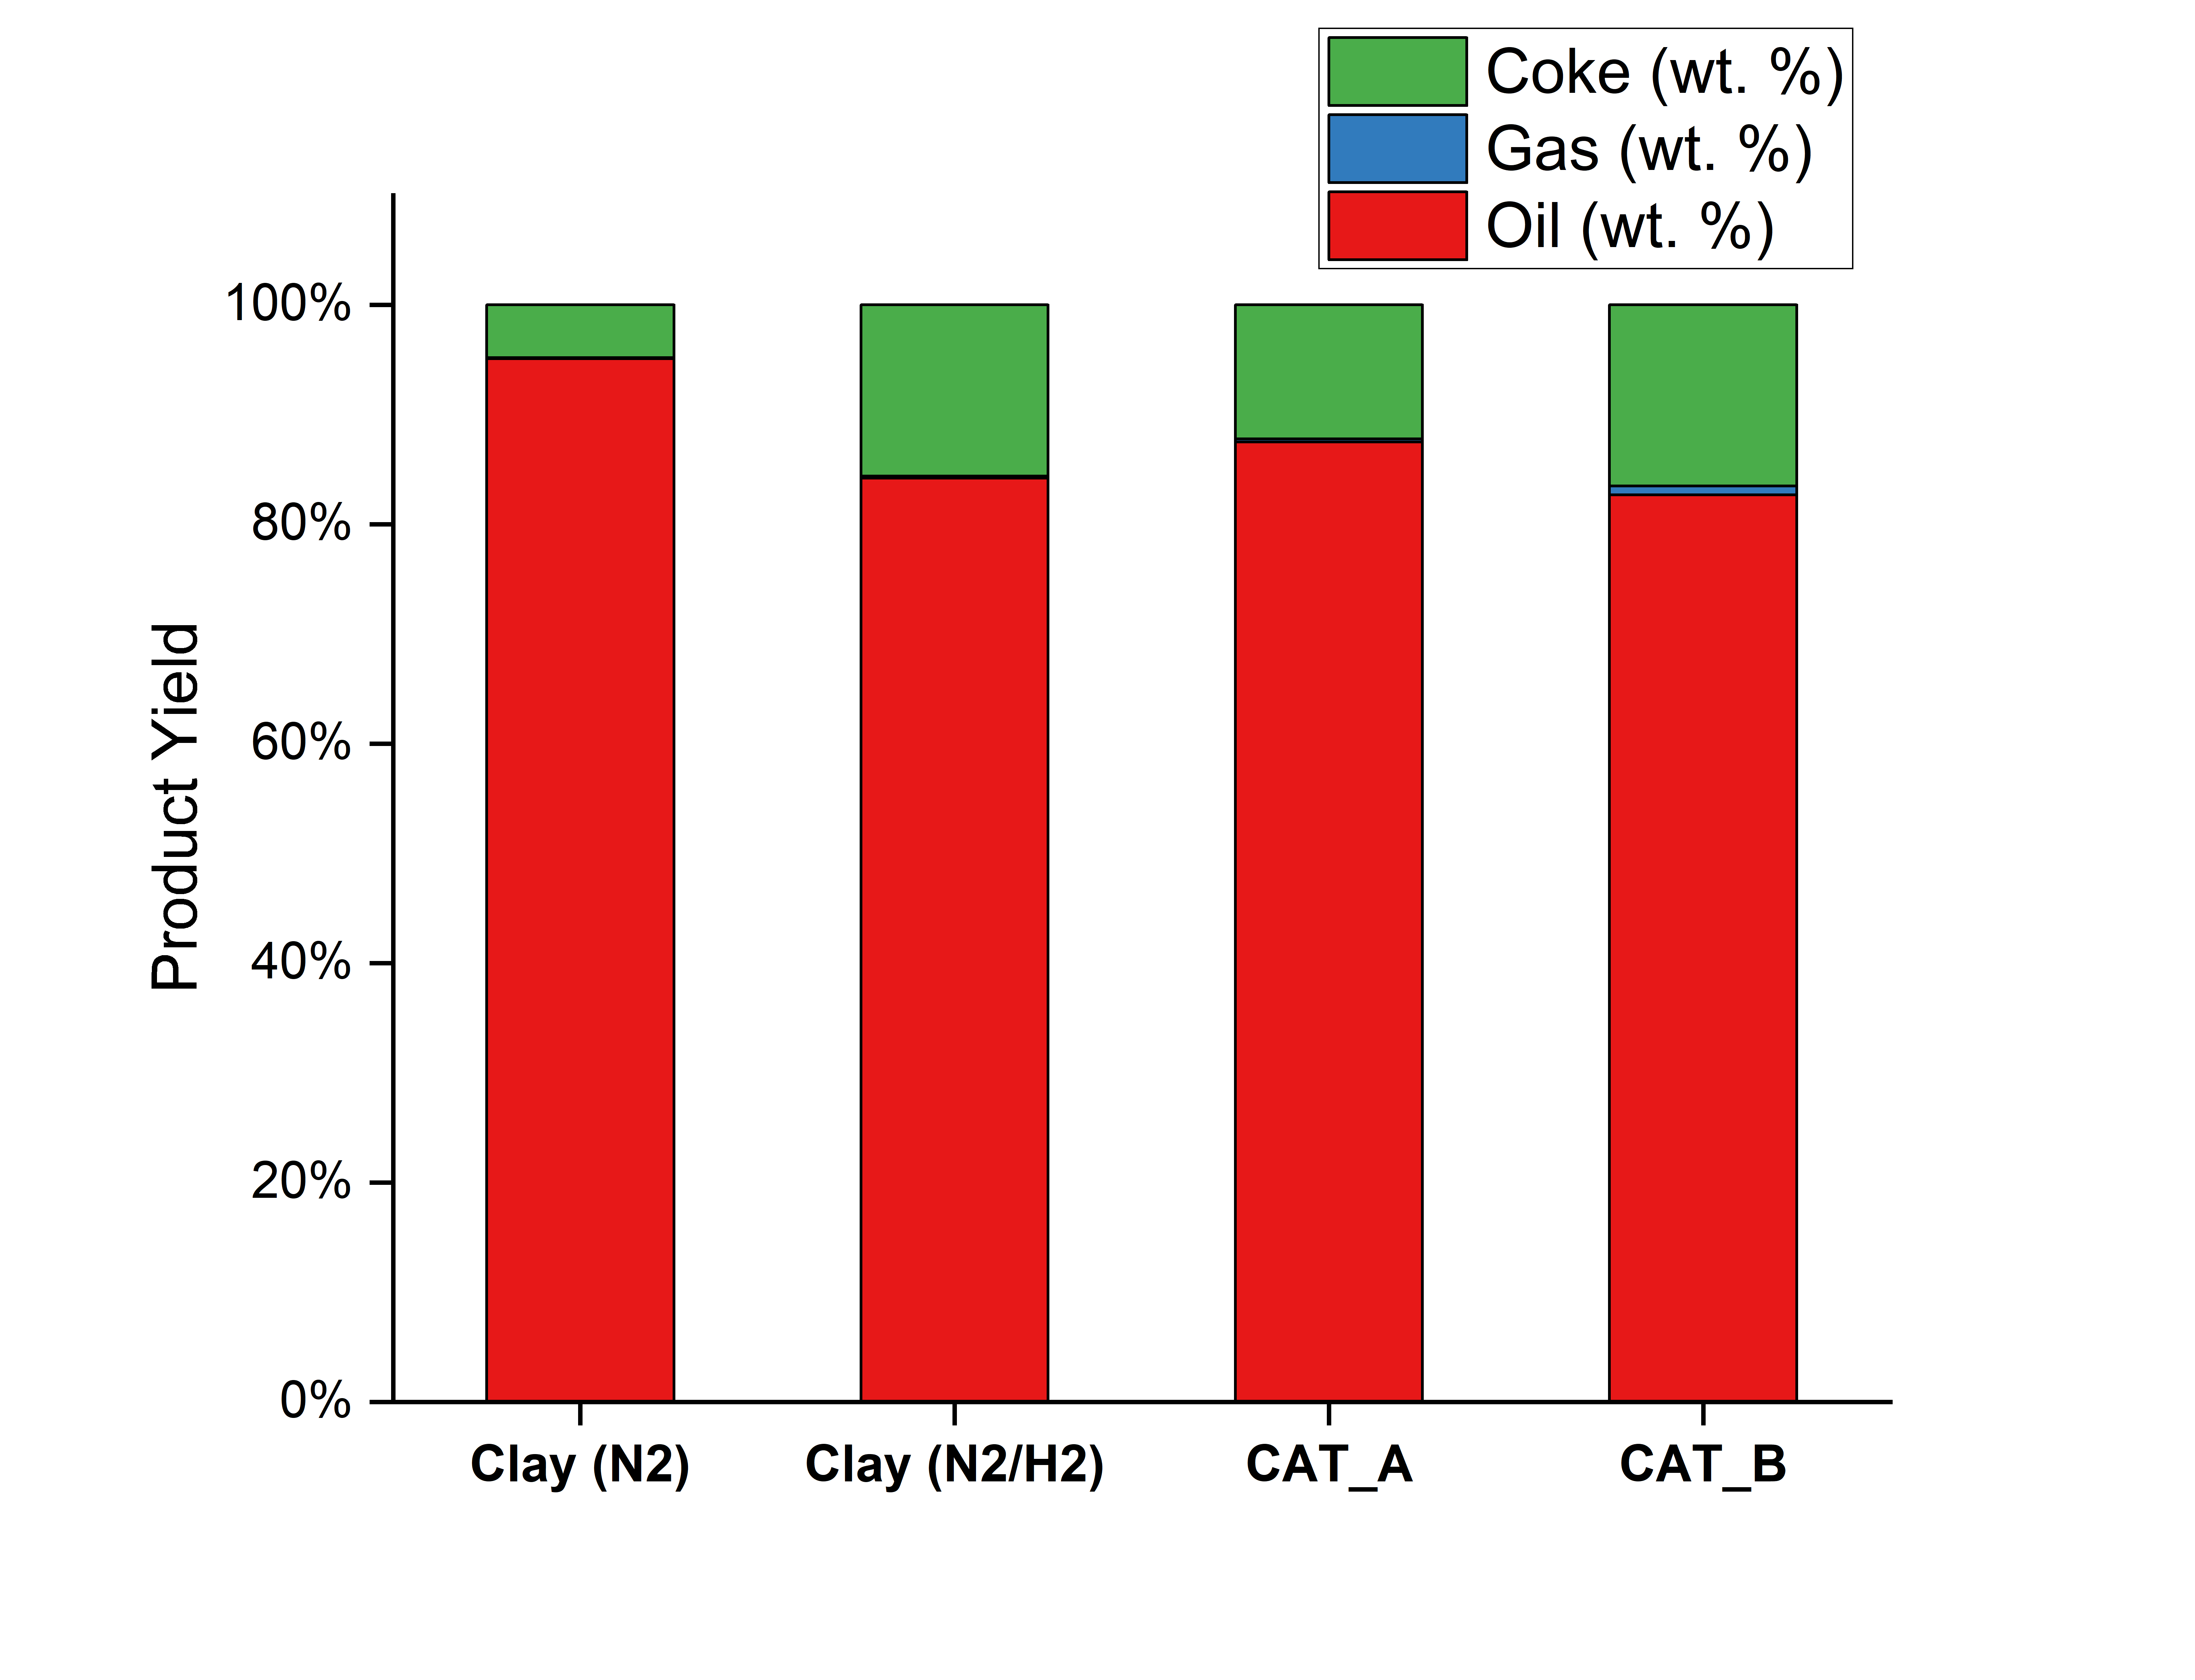 Coke (wt. %)
Gas (wt. %)
Oil (wt. %)
Product Yield
100%
80%
60%
40%
20%
0%
Clay (N2)
Clay (N2/H2)
CAT_A
CAT_B